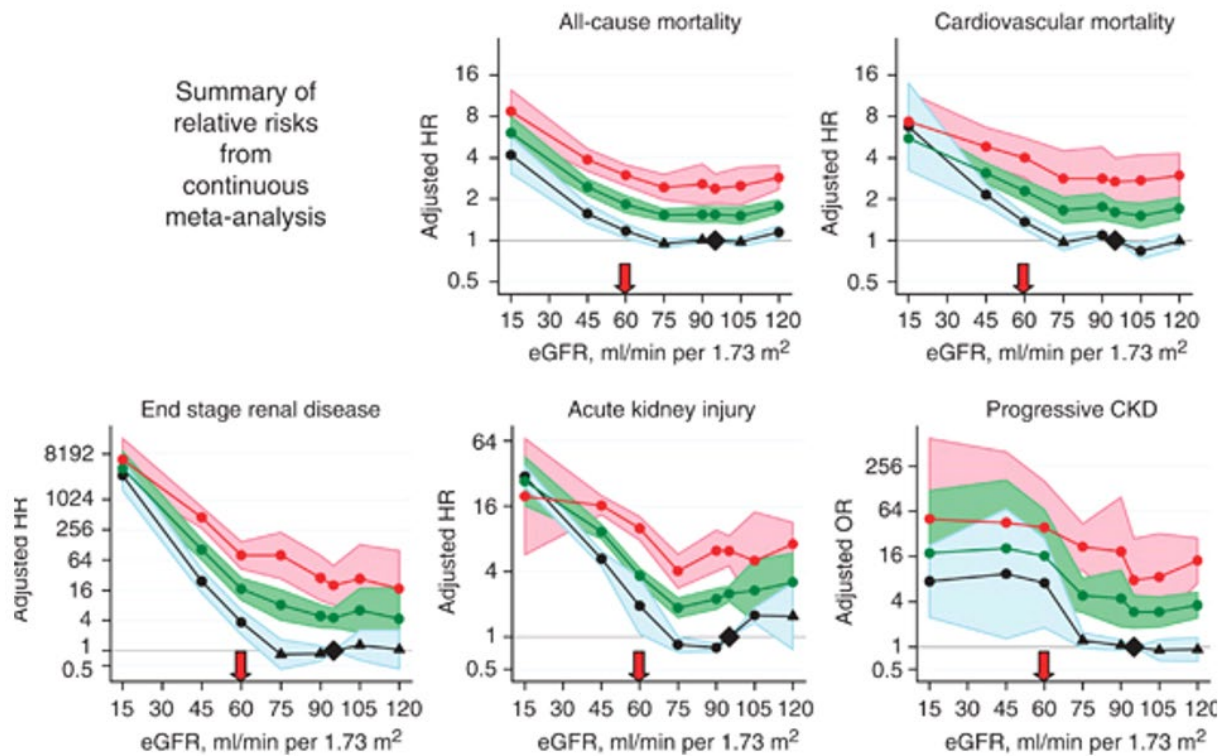 Summary of
relative risks
from
continuous
meta-analysis
All-cause mortality
Adjusted HR
16
8
4
2
1
0.5
15 30 45 60 75 90 105 120
eGFR, ml/min per 1.73 m²
Cardiovascular mortality
Adjusted HR
16
8
4
2
1
0.5
15 30 45 60 75 90 105 120
eGFR, ml/min per 1.73 m²
End stage renal disease
Adjusted HR
8192
1024
256
64
16
4
1
0.5
15 30 45 60 75 90 105 120
eGFR, ml/min per 1.73 m²
Acute kidney injury
Adjusted HR
64
16
4
1
0.5
15 30 45 60 75 90 105 120
eGFR, ml/min per 1.73 m²
Progressive CKD
Adjusted OR
256
64
16
4
1
0.5
15 30 45 60 75 90 105 120
eGFR, ml/min per 1.73 m²